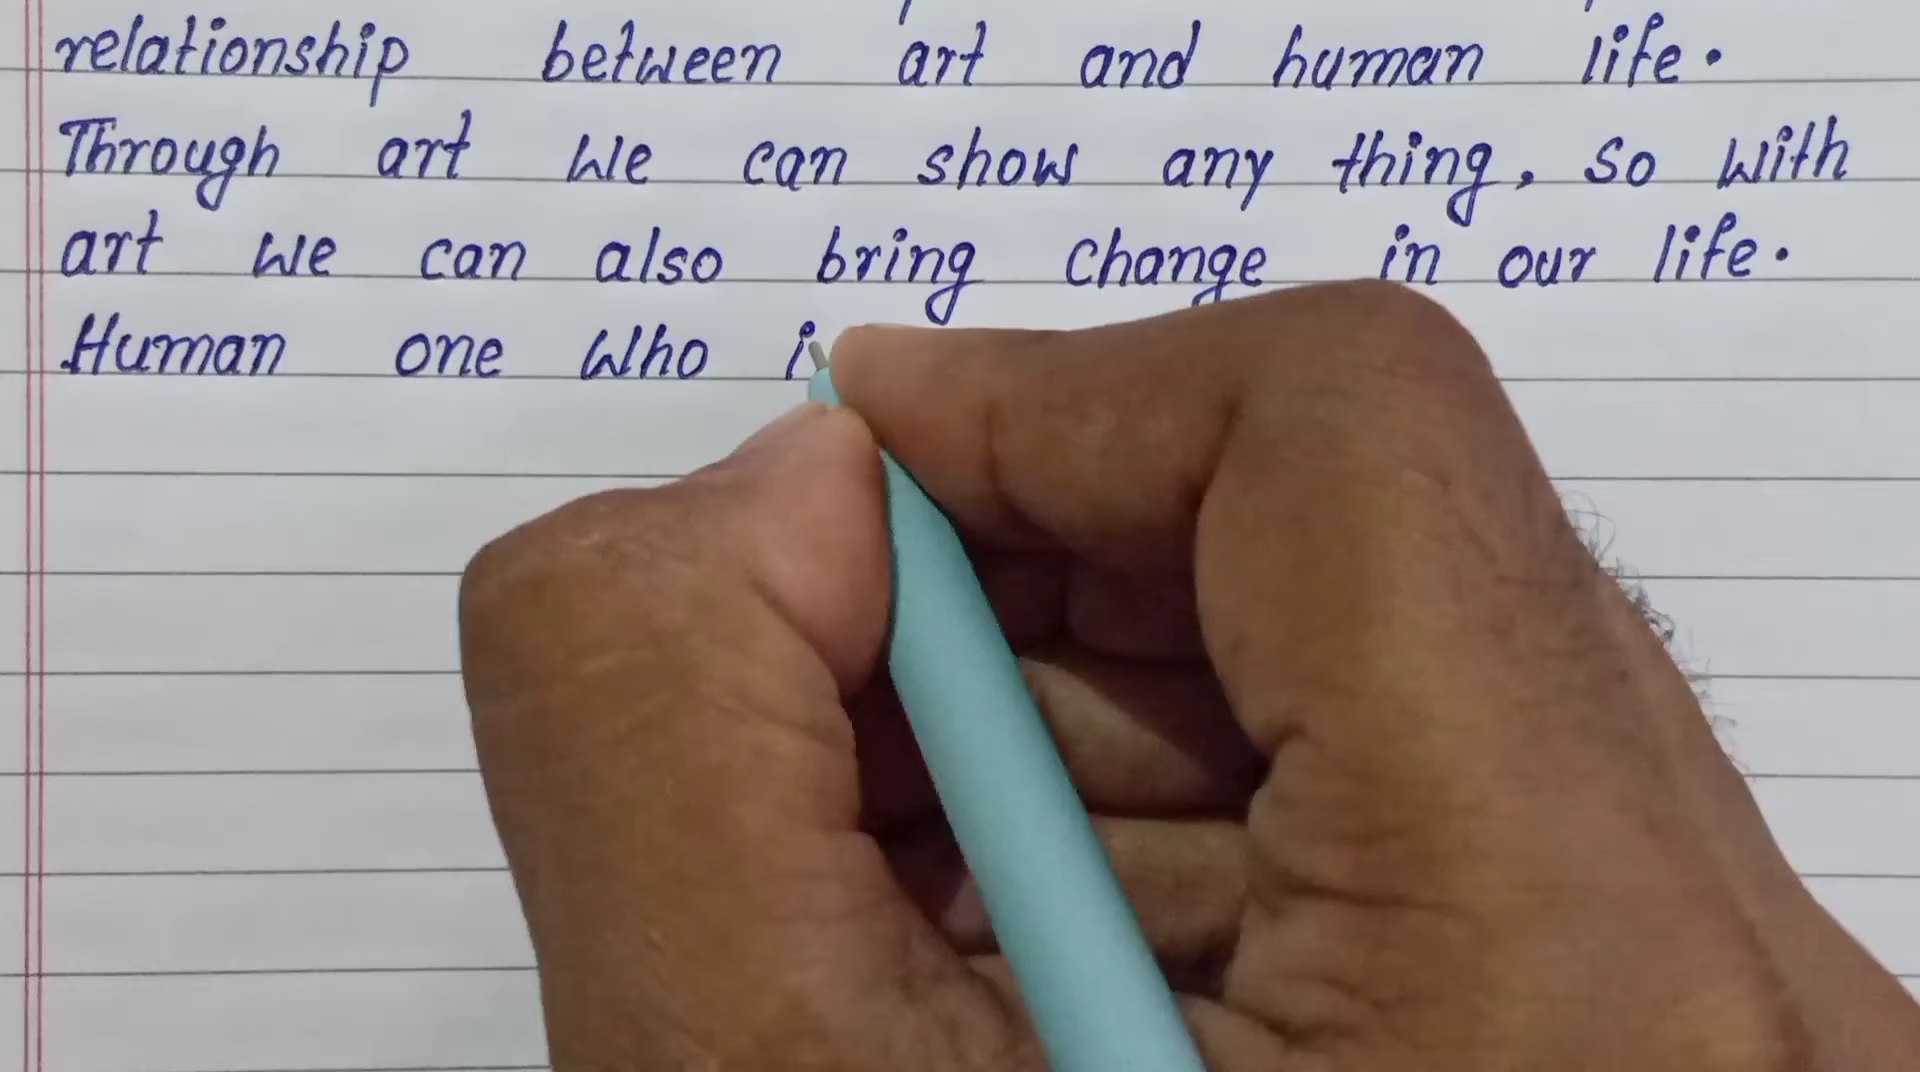 relationship between art and human life.
Through art we can show any thing, so with
art we can also bring change in our life.
Human one who i